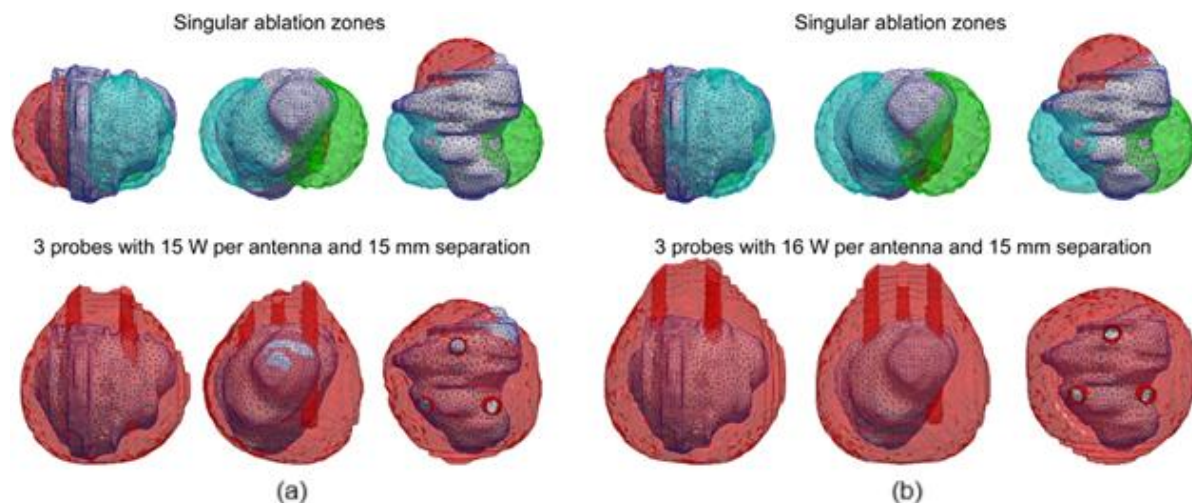 Singular ablation zones
Singular ablation zones
3 probes with 15 W per antenna and 15 mm separation
3 probes with 16 W per antenna and 15 mm separation
(a)
(b)